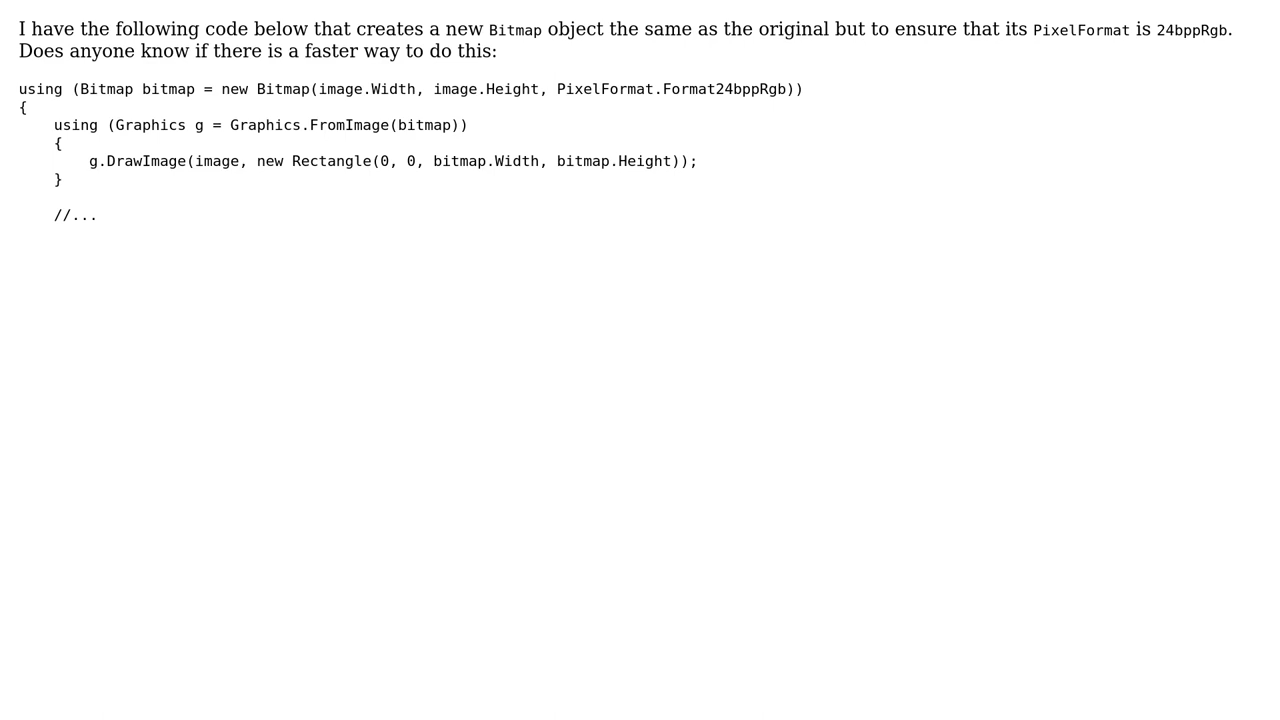 I have the following code below that creates a new Bitmap object the same as the original but to ensure that its PixelFormat is 24bppRgb.
Does anyone know if there is a faster way to do this:
using (Bitmap bitmap = new Bitmap(image.Width, image.Height, PixelFormat.Format24bppRgb))
{
    using (Graphics g = Graphics.FromImage(bitmap))
    {
        g.DrawImage(image, new Rectangle(0, 0, bitmap.Width, bitmap.Height));
    }
    //...